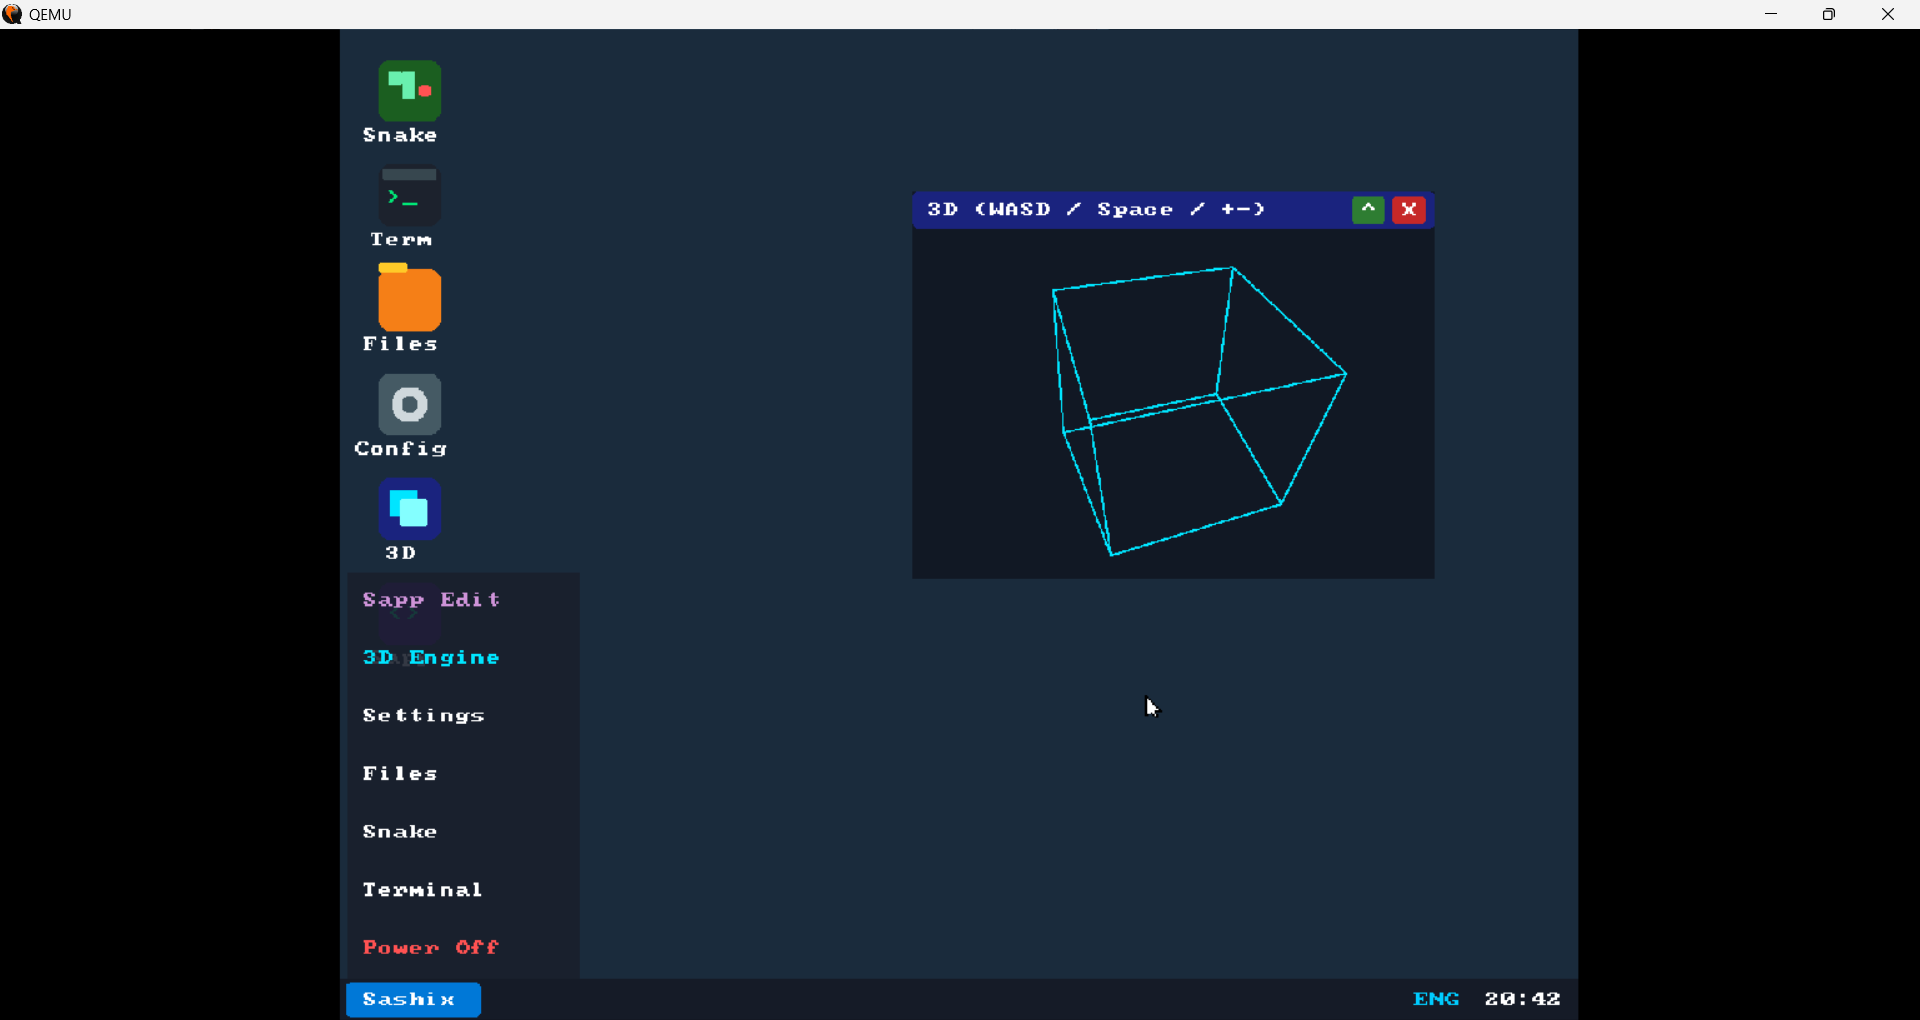 QEMU
Snake
>_
Term
Files
Config
3D
3D (WASD / Space / +-)
^ X
Sapp Edit
3D Engine
Settings
Files
Snake
Terminal
Power Off
Sashix
ENG 20:42